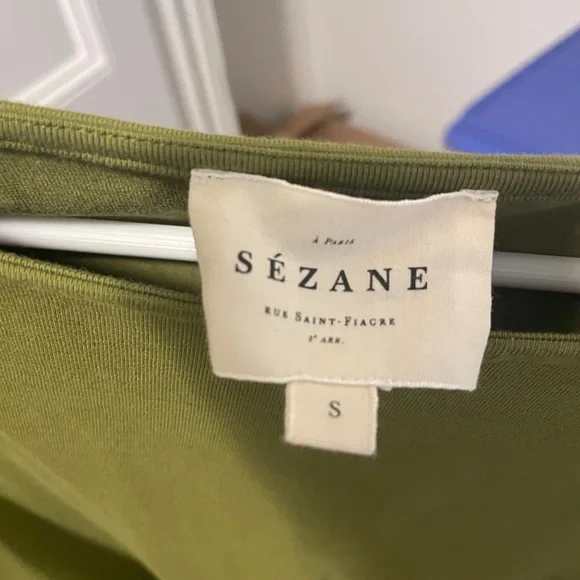 à Paris
SÉZANE
RUE SAINT-FIACRE
2e ARR.
S